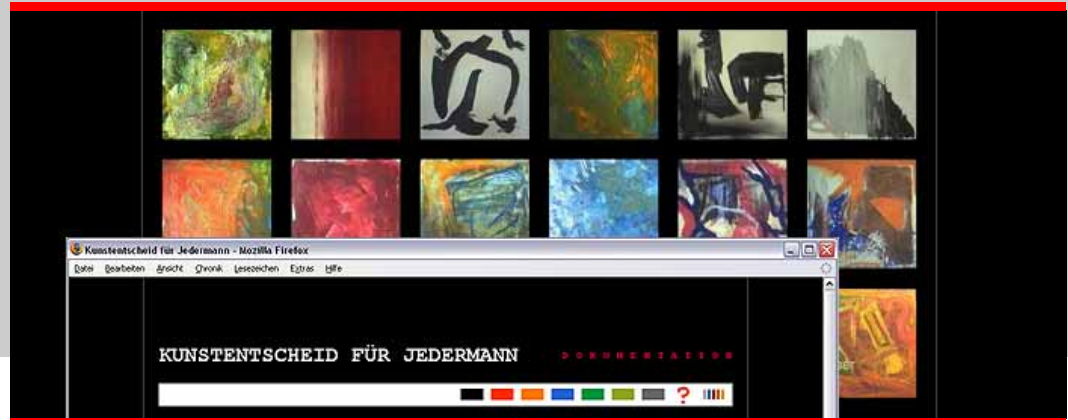 Kunstentscheid für Jedermann - Mozilla Firefox
Datei Bearbeiten Ansicht Chronik Lesezeichen Extras Hilfe
KUNSTENTSCHEID FÜR JEDERMANN DOKUMENTATION
?